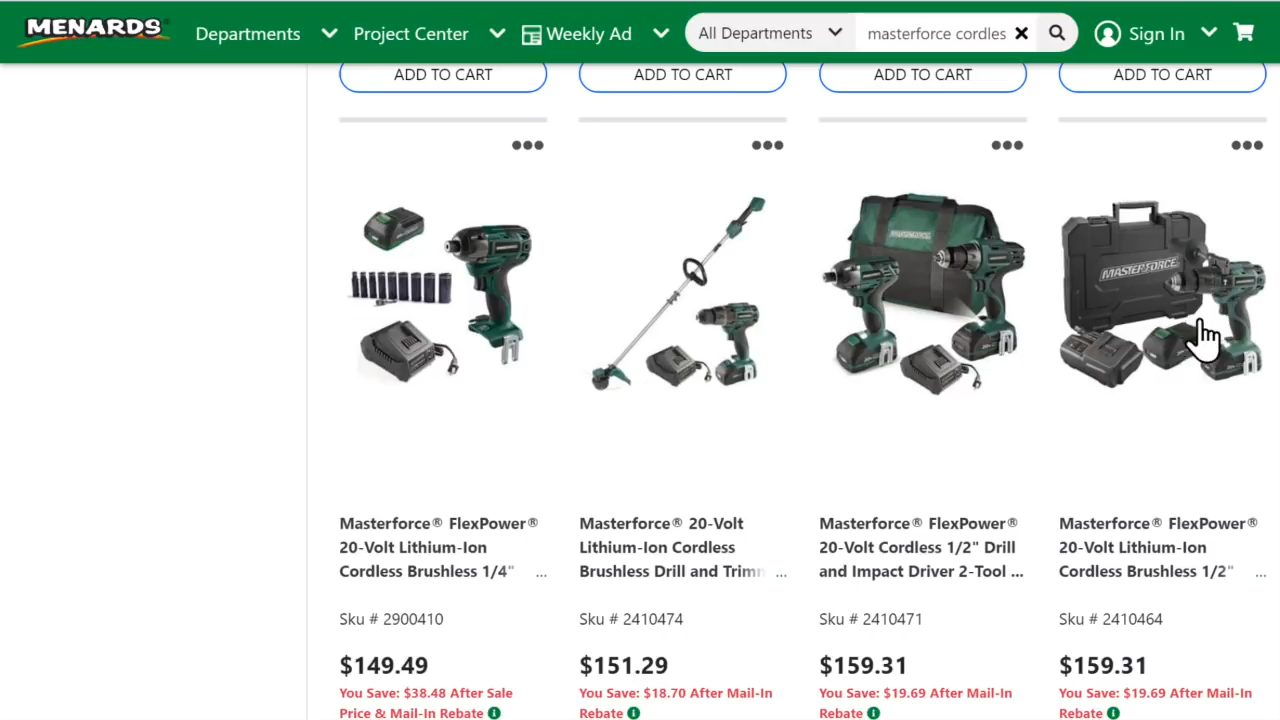 MENARDS® Departments Project Center Weekly Ad All Departments masterforce cordles Sign In
ADD TO CART ADD TO CART ADD TO CART ADD TO CART
MASTERFORCE
MASTERFORCE
Masterforce® FlexPower®
20-Volt Lithium-Ion
Cordless Brushless 1/4" ...
Sku # 2900410
$149.49
You Save: $38.48 After Sale
Price & Mail-In Rebate
Masterforce® 20-Volt
Lithium-Ion Cordless
Brushless Drill and Trimm ...
Sku # 2410474
$151.29
You Save: $18.70 After Mail-In
Rebate
Masterforce® FlexPower®
20-Volt Cordless 1/2" Drill
and Impact Driver 2-Tool ...
Sku # 2410471
$159.31
You Save: $19.69 After Mail-In
Rebate
Masterforce® FlexPower®
20-Volt Lithium-Ion
Cordless Brushless 1/2" ...
Sku # 2410464
$159.31
You Save: $19.69 After Mail-In
Rebate